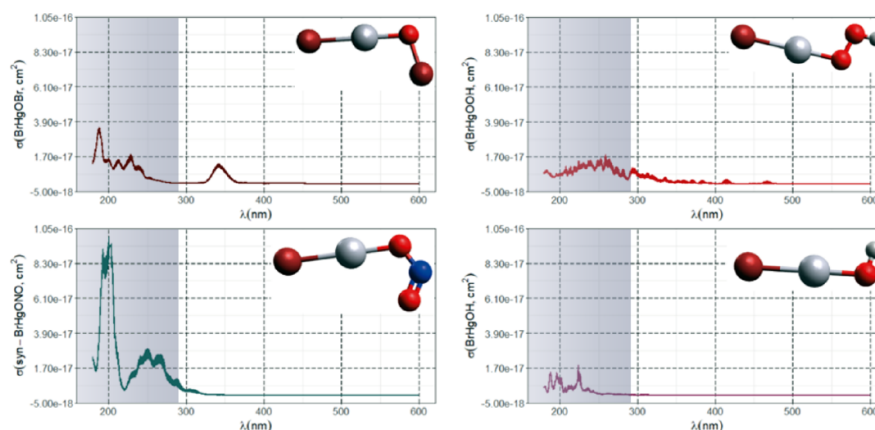 σ(BrHgOBr, cm²)
1.05e-16
8.30e-17
6.10e-17
3.90e-17
1.70e-17
-5.00e-18
200 300 400 500 600
λ(nm)
σ(BrHgOOH, cm²)
1.05e-16
8.30e-17
6.10e-17
3.90e-17
1.70e-17
-5.00e-18
200 300 400 500 600
λ(nm)
σ(syn-BrHgONO, cm²)
1.05e-16
8.30e-17
6.10e-17
3.90e-17
1.70e-17
-5.00e-18
200 300 400 500 600
λ(nm)
σ(BrHgOH, cm²)
1.05e-16
8.30e-17
6.10e-17
3.90e-17
1.70e-17
-5.00e-18
200 300 400 500 600
λ(nm)